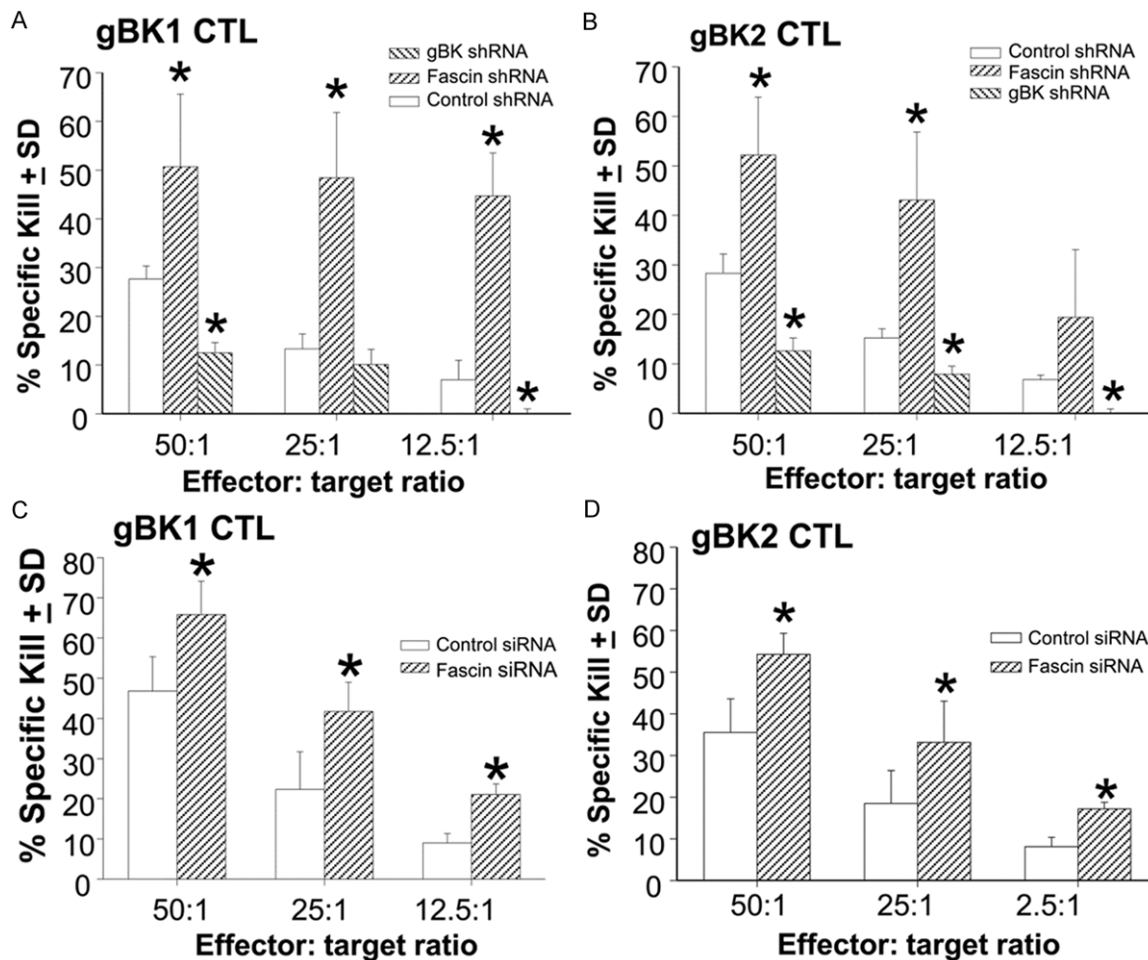 A
gBK1 CTL
gBK shRNA
Fascin shRNA
Control shRNA
% Specific Kill ± SD
70
60
50
40
30
20
10
0
* * * * *
50:1 25:1 12.5:1
Effector: target ratio
B
gBK2 CTL
Control shRNA
Fascin shRNA
gBK shRNA
% Specific Kill ± SD
70
60
50
40
30
20
10
0
* * * * *
50:1 25:1 12.5:1
Effector: target ratio
C
gBK1 CTL
Control siRNA
Fascin siRNA
% Specific Kill ± SD
80
70
60
50
40
30
20
10
0
* * *
50:1 25:1 12.5:1
Effector: target ratio
D
gBK2 CTL
Control siRNA
Fascin siRNA
% Specific Kill ± SD
80
70
60
50
40
30
20
10
0
* * *
50:1 25:1 2.5:1
Effector: target ratio